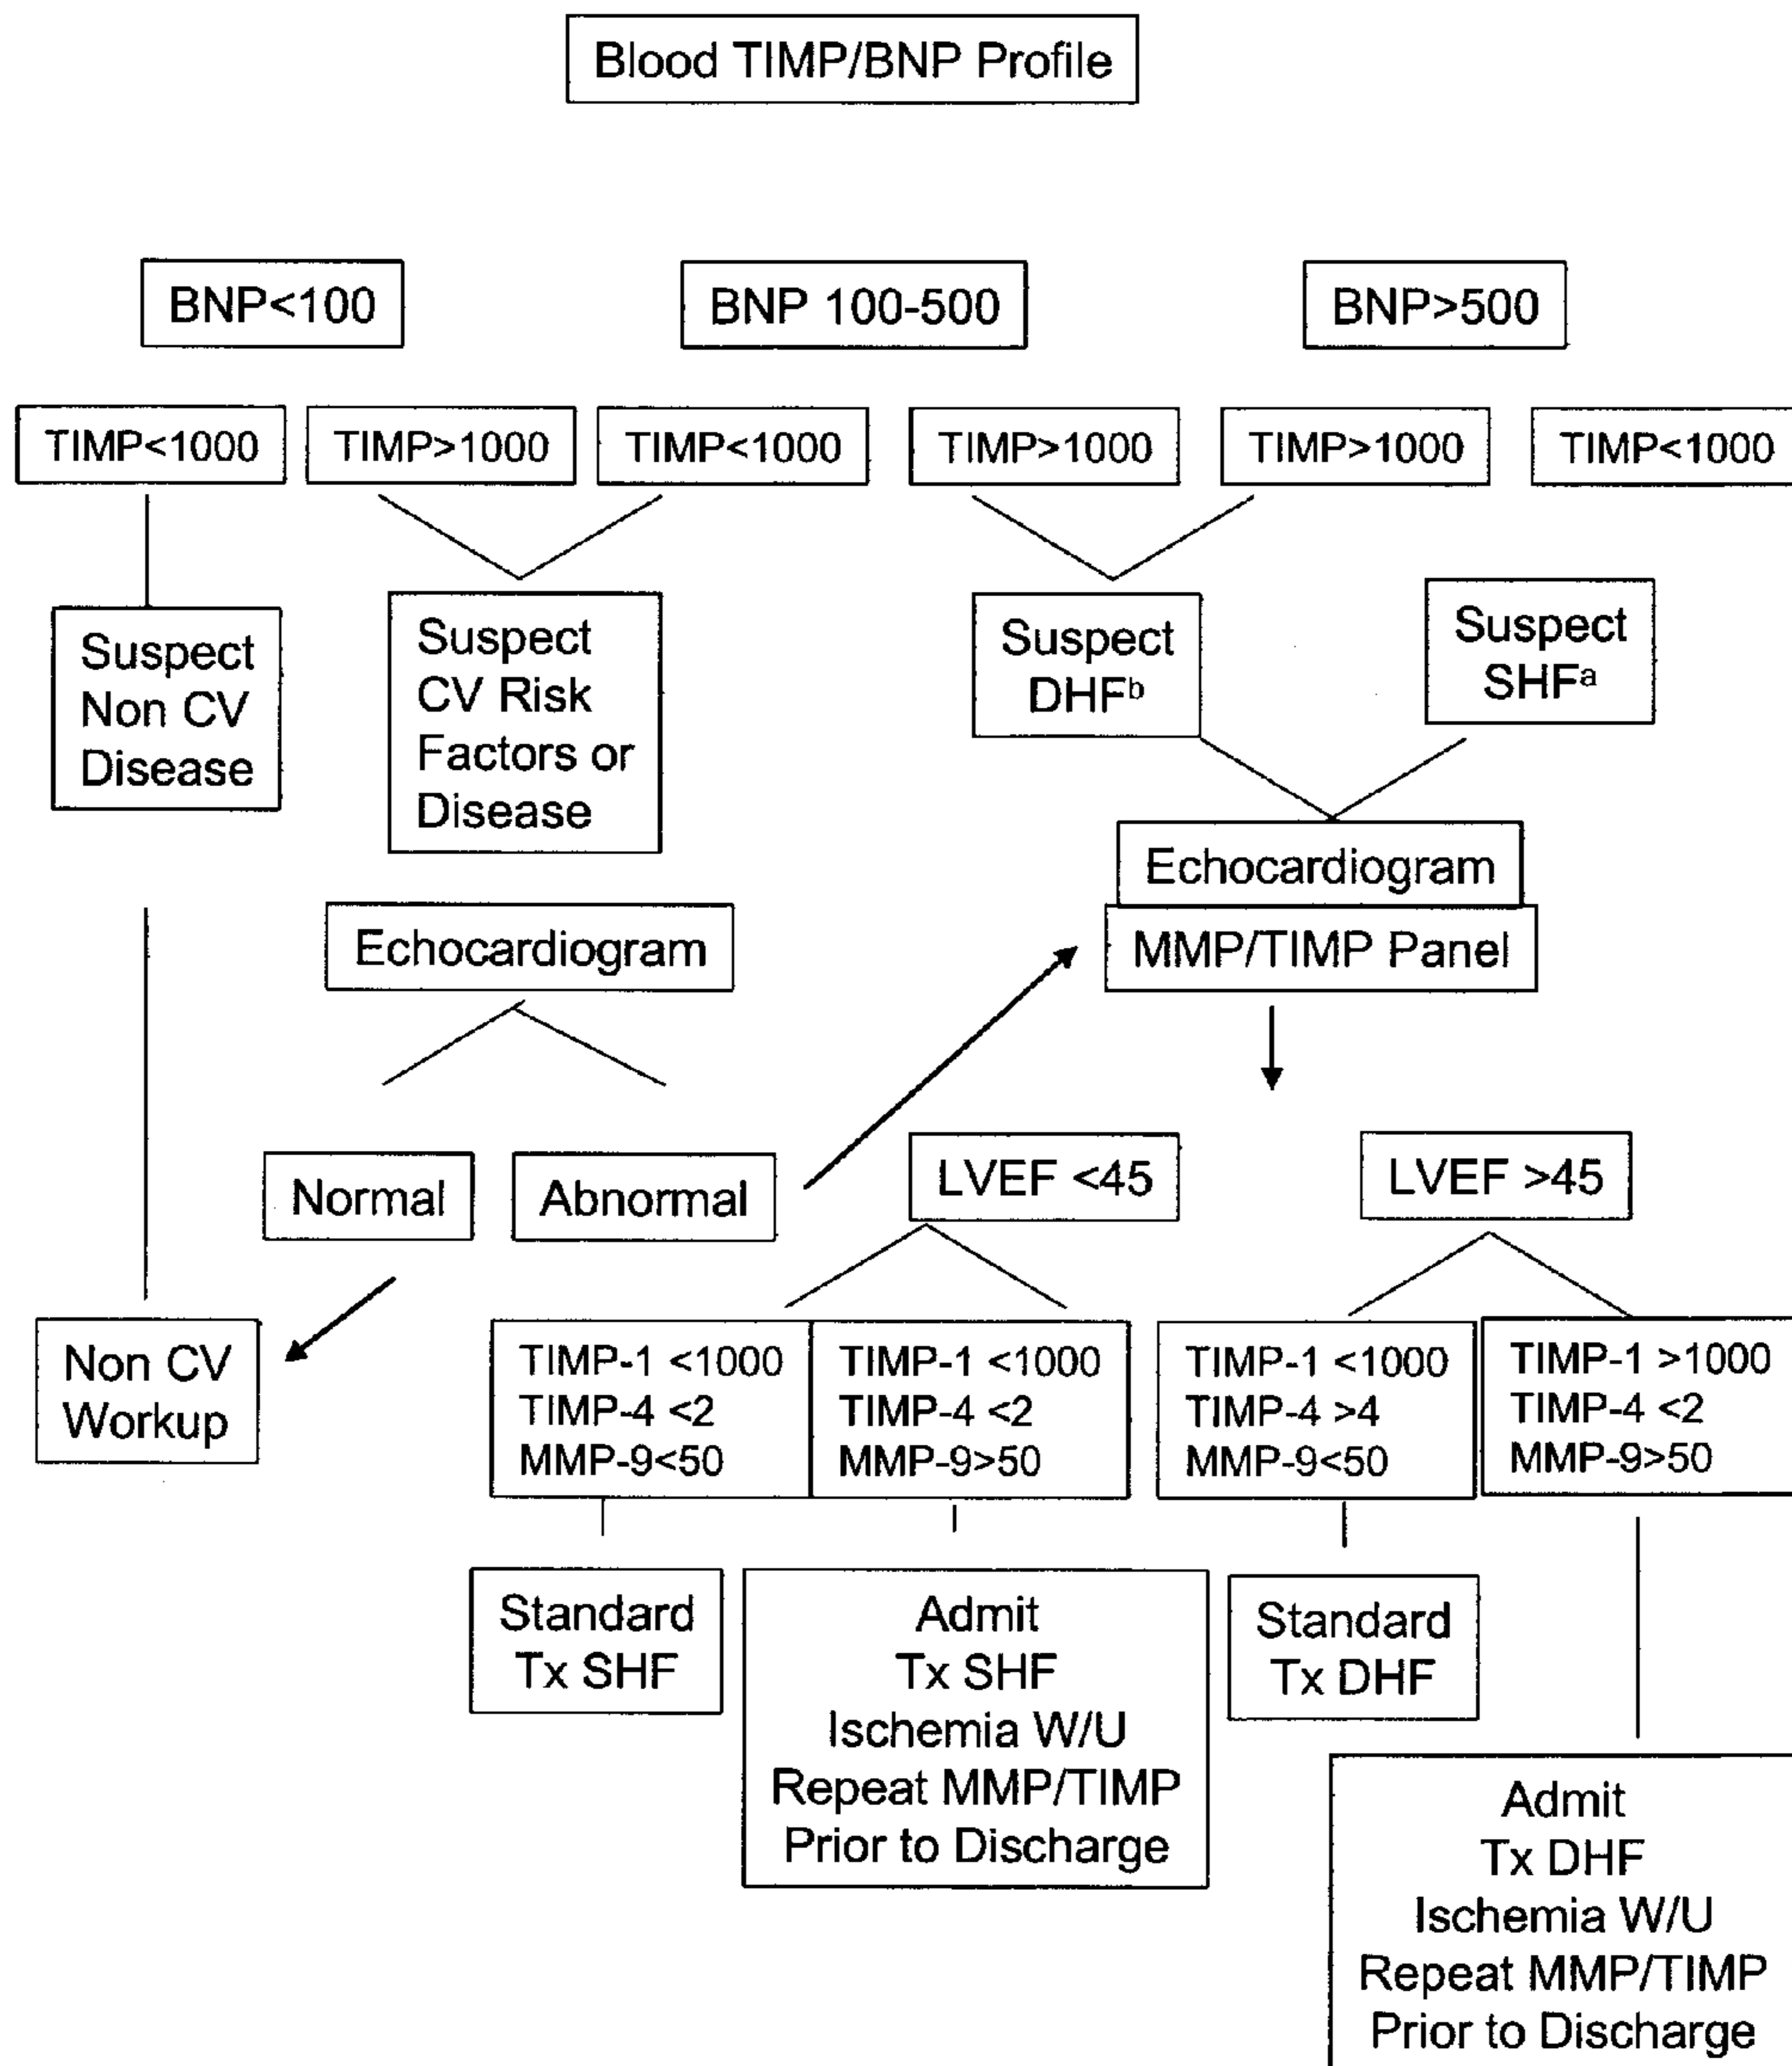 Blood TIMP/BNP Profile
BNP<100
BNP 100-500
BNP>500
TIMP<1000
TIMP>1000
TIMP<1000
TIMP>1000
TIMP>1000
TIMP<1000
Suspect
Non CV
Disease
Suspect
CV Risk
Factors or
Disease
Suspect
DHFᵇ
Suspect
SHFᵃ
Echocardiogram
MMP/TIMP Panel
Echocardiogram
Normal
Abnormal
LVEF <45
LVEF >45
Non CV
Workup
TIMP-1 <1000
TIMP-4 <2
MMP-9<50
TIMP-1 <1000
TIMP-4 <2
MMP-9>50
TIMP-1 <1000
TIMP-4 >4
MMP-9<50
TIMP-1 >1000
TIMP-4 <2
MMP-9>50
Standard
Tx SHF
Admit
Tx SHF
Ischemia W/U
Repeat MMP/TIMP
Prior to Discharge
Standard
Tx DHF
Admit
Tx DHF
Ischemia W/U
Repeat MMP/TIMP
Prior to Discharge